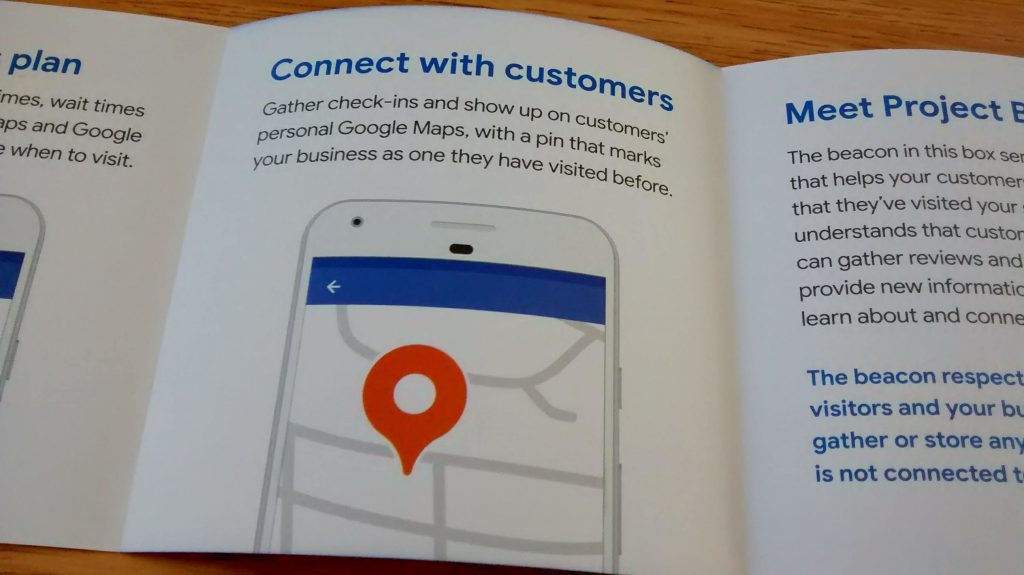 s plan
imes, wait times
aps and Google
e when to visit.
Connect with customers
Gather check-ins and show up on customers'
personal Google Maps, with a pin that marks
your business as one they have visited before.
Meet Project B
The beacon in this box sen
that helps your customer
that they've visited your
understands that custom
can gather reviews and
provide new informatio
learn about and conne
The beacon respect
visitors and your bu
gather or store any
is not connected to